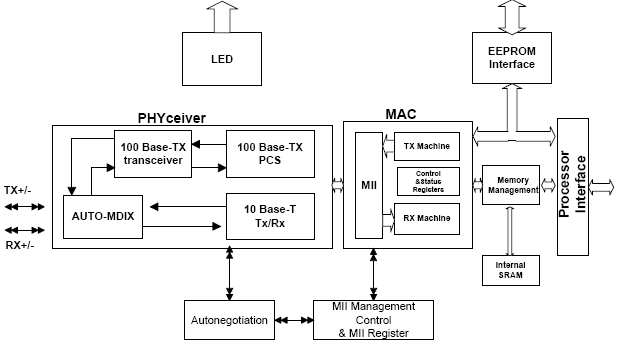 LED
EEPROM
Interface
PHYceiver
MAC
100 Base-TX
transceiver
100 Base-TX
PCS
TX Machine
MII
Control
&Status
Registers
Memory
Management
Processor
Interface
TX+/-
AUTO-MDIX
10 Base-T
Tx/Rx
RX Machine
RX+/-
Internal
SRAM
Autonegotiation
MII Management
Control
& MII Register